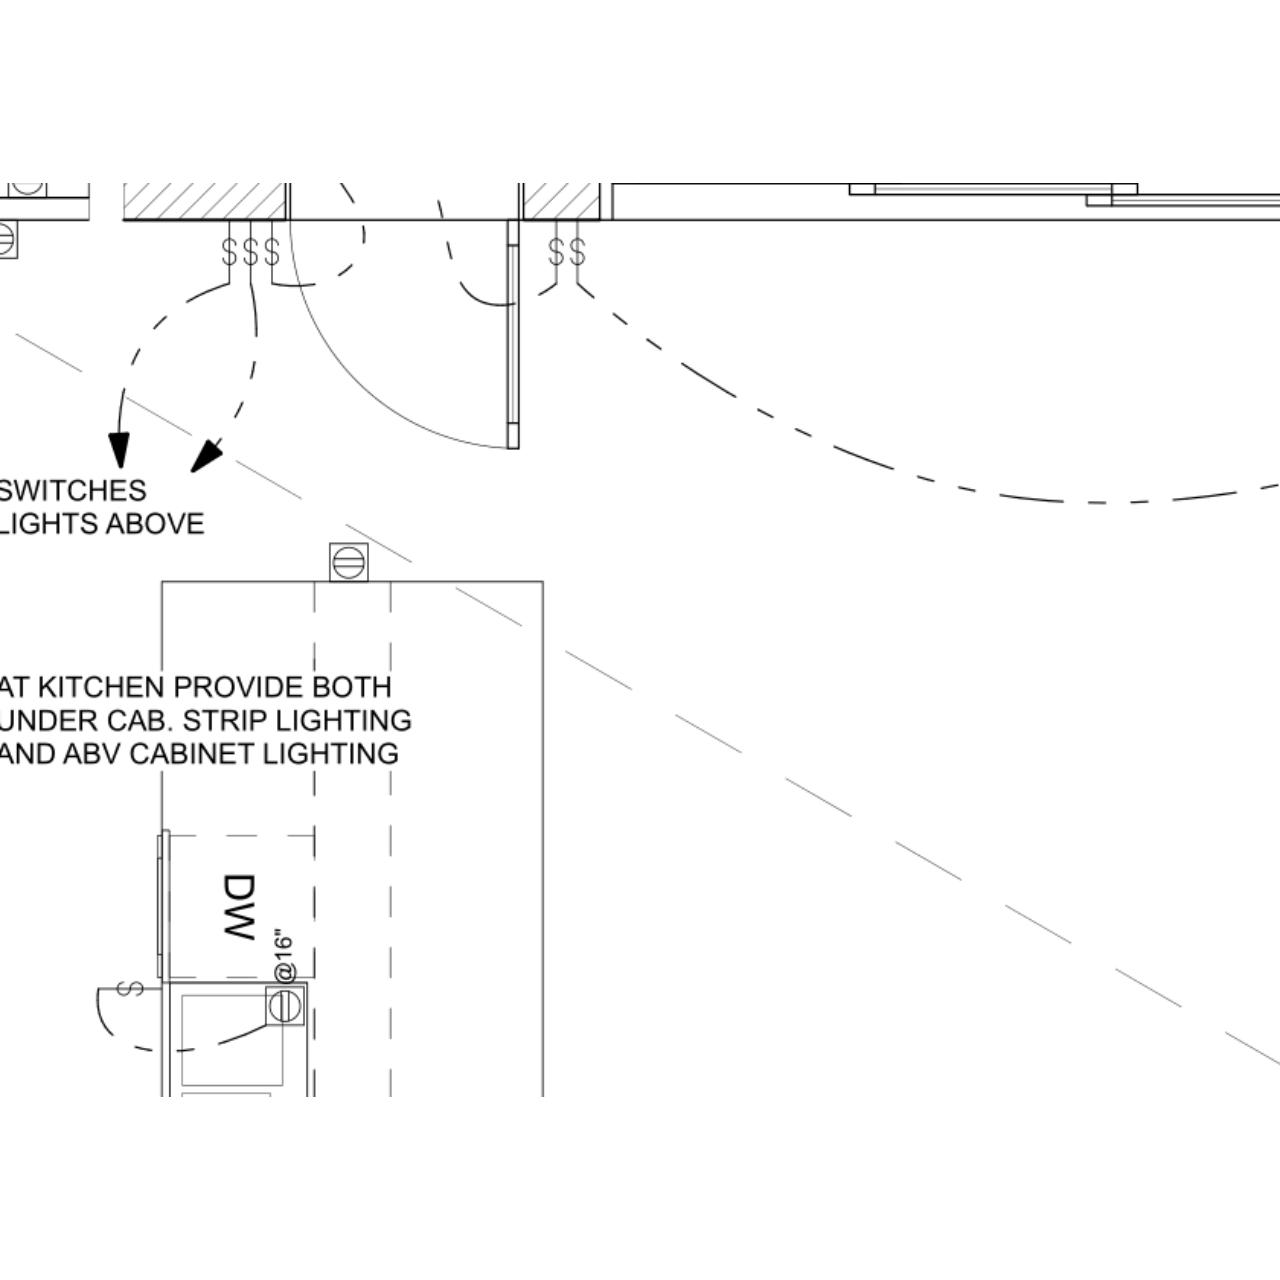 S S S
S S
SWITCHES
LIGHTS ABOVE
AT KITCHEN PROVIDE BOTH
UNDER CAB. STRIP LIGHTING
AND ABV CABINET LIGHTING
DW
@16"
S